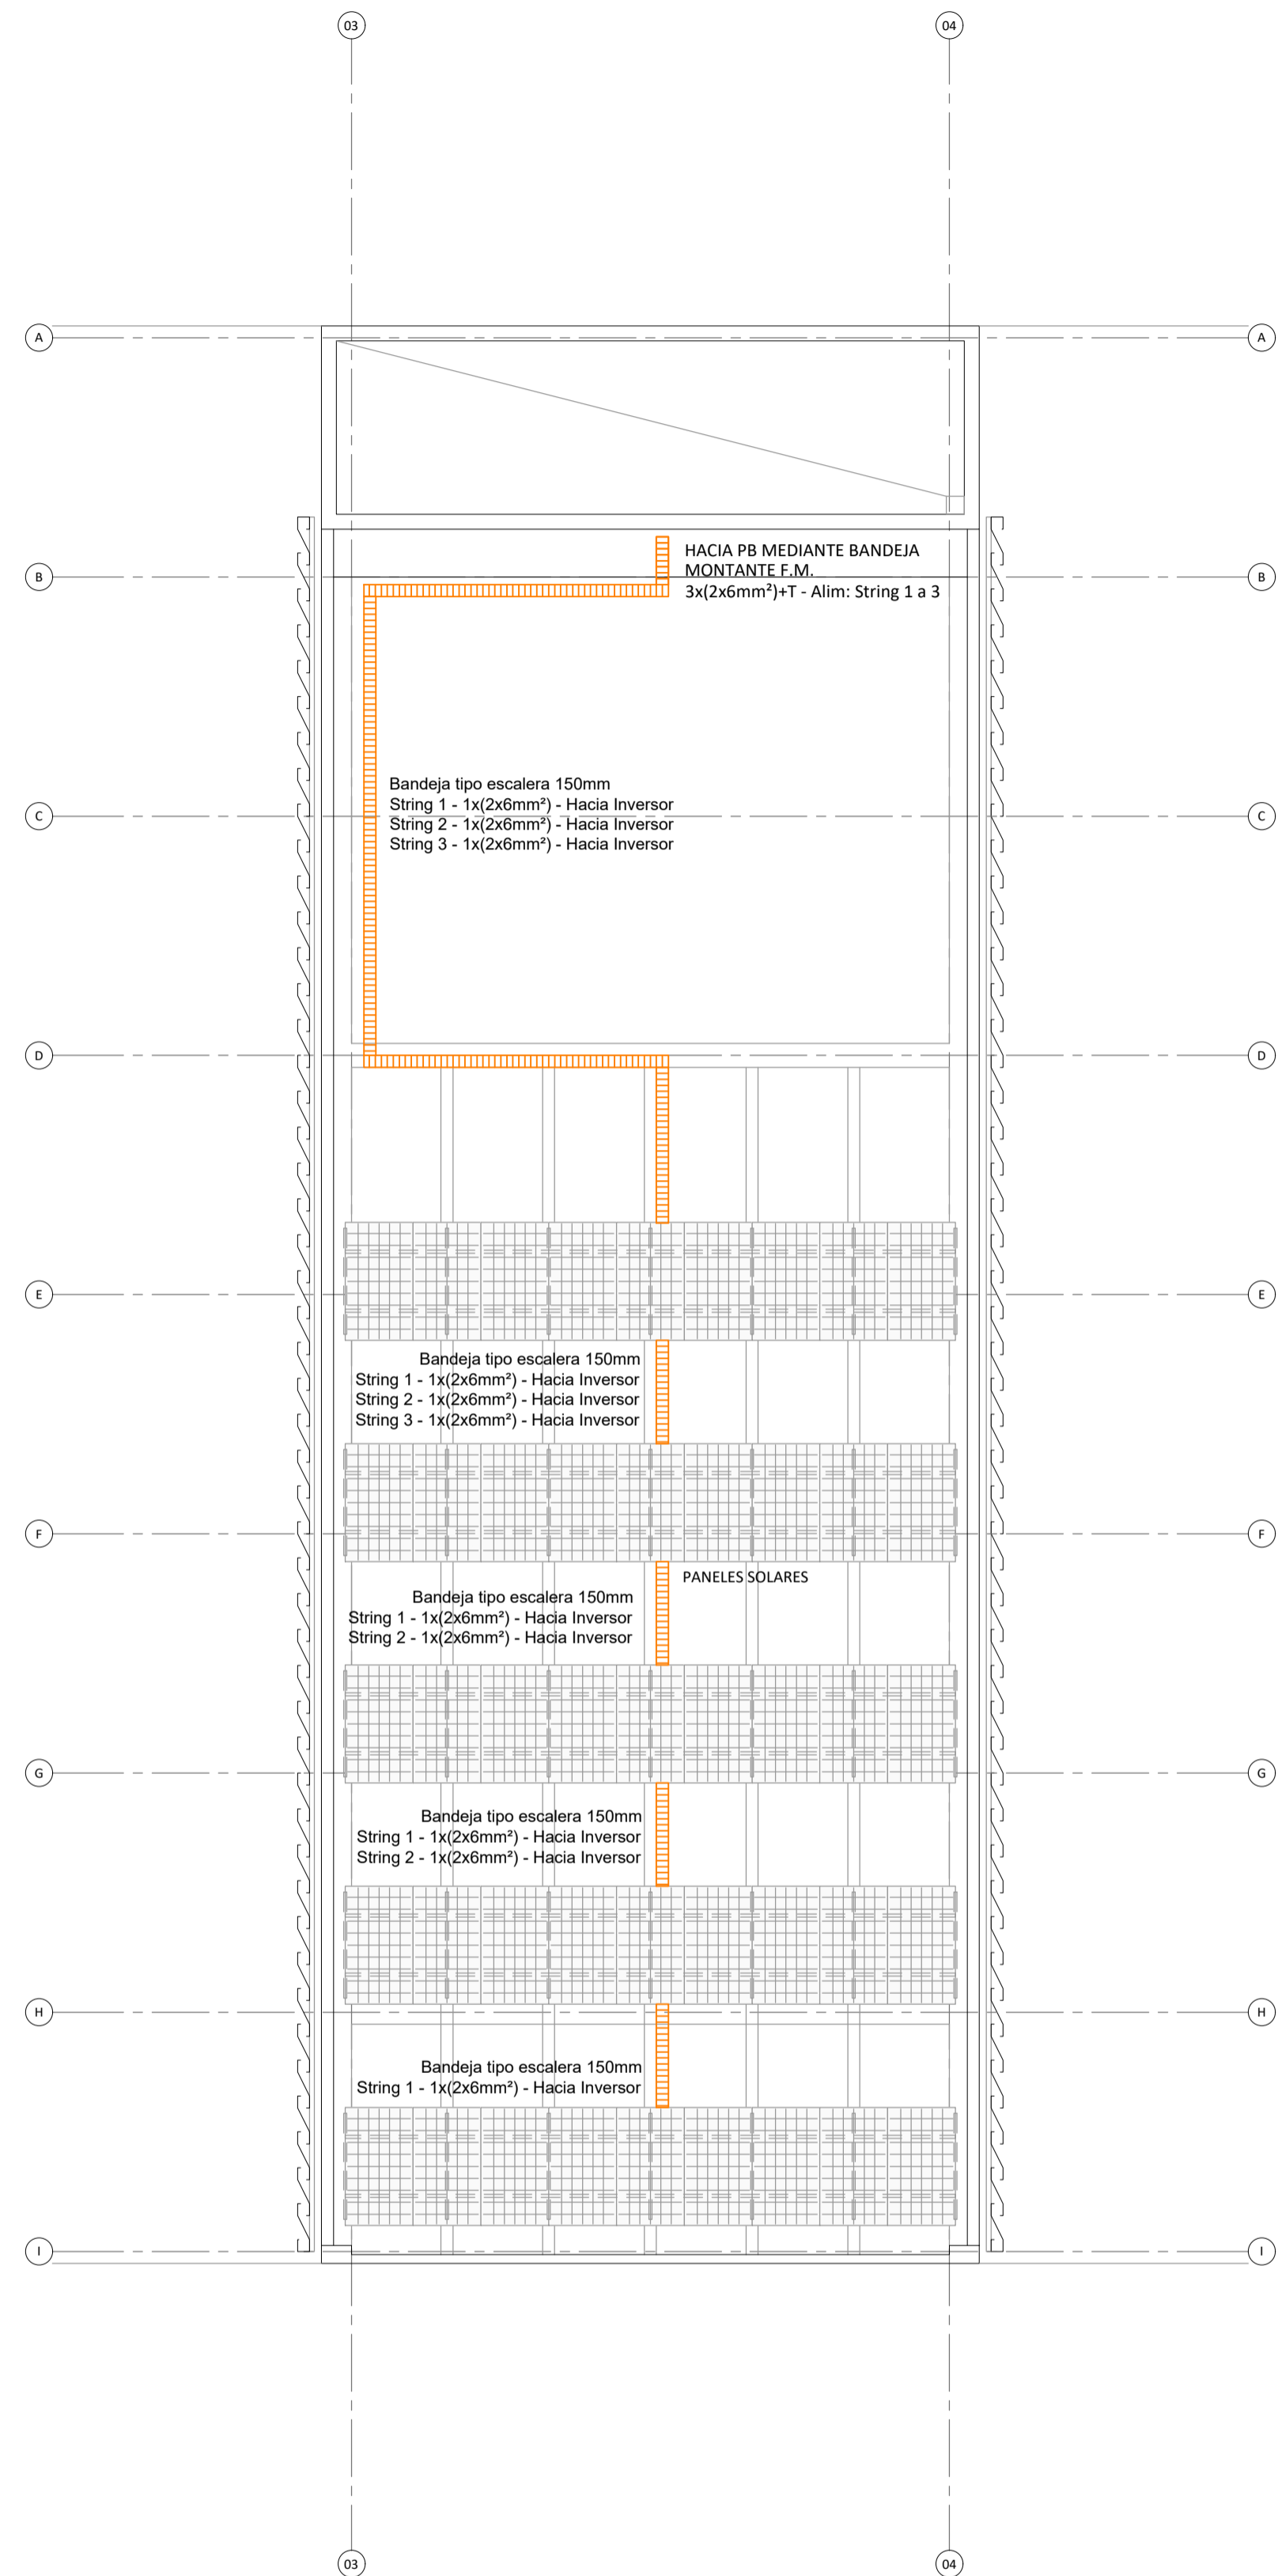 03 04
A A
HACIA PB MEDIANTE BANDEJA
MONTANTE F.M.
3x(2x6mm²)+T - Alim: String 1 a 3
B B
Bandeja tipo escalera 150mm
String 1 - 1x(2x6mm²) - Hacia Inversor
String 2 - 1x(2x6mm²) - Hacia Inversor
String 3 - 1x(2x6mm²) - Hacia Inversor
C C
D D
E E
Bandeja tipo escalera 150mm
String 1 - 1x(2x6mm²) - Hacia Inversor
String 2 - 1x(2x6mm²) - Hacia Inversor
String 3 - 1x(2x6mm²) - Hacia Inversor
F F
PANELES SOLARES
Bandeja tipo escalera 150mm
String 1 - 1x(2x6mm²) - Hacia Inversor
String 2 - 1x(2x6mm²) - Hacia Inversor
G G
Bandeja tipo escalera 150mm
String 1 - 1x(2x6mm²) - Hacia Inversor
String 2 - 1x(2x6mm²) - Hacia Inversor
H H
Bandeja tipo escalera 150mm
String 1 - 1x(2x6mm²) - Hacia Inversor
I I
03 04